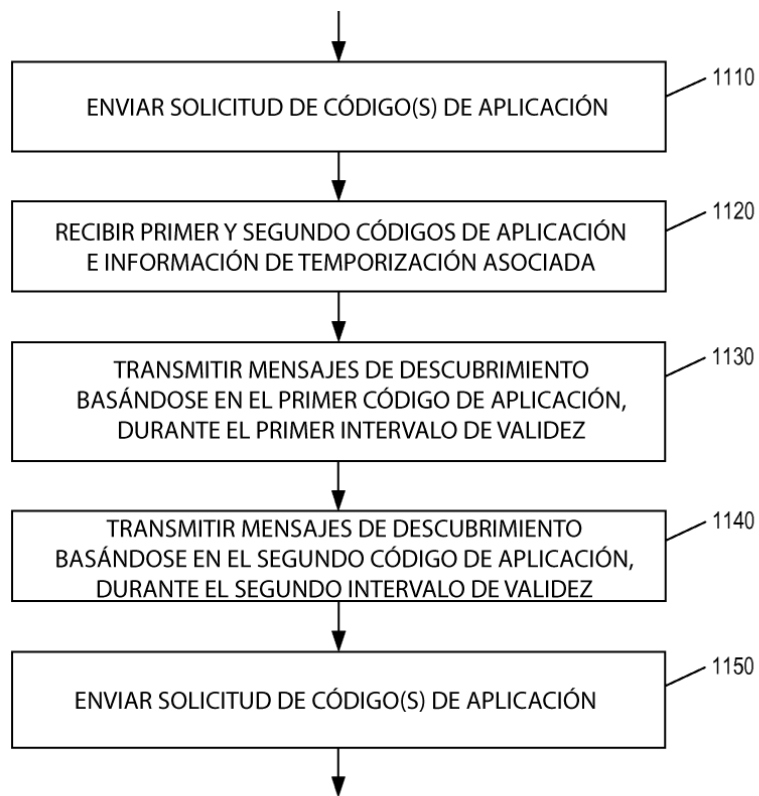 ENVIAR SOLICITUD DE CÓDIGO(S) DE APLICACIÓN
1110
RECIBIR PRIMER Y SEGUNDO CÓDIGOS DE APLICACIÓN
E INFORMACIÓN DE TEMPORIZACIÓN ASOCIADA
1120
TRANSMITIR MENSAJES DE DESCUBRIMIENTO
BASÁNDOSE EN EL PRIMER CÓDIGO DE APLICACIÓN,
DURANTE EL PRIMER INTERVALO DE VALIDEZ
1130
TRANSMITIR MENSAJES DE DESCUBRIMIENTO
BASÁNDOSE EN EL SEGUNDO CÓDIGO DE APLICACIÓN,
DURANTE EL SEGUNDO INTERVALO DE VALIDEZ
1140
ENVIAR SOLICITUD DE CÓDIGO(S) DE APLICACIÓN
1150